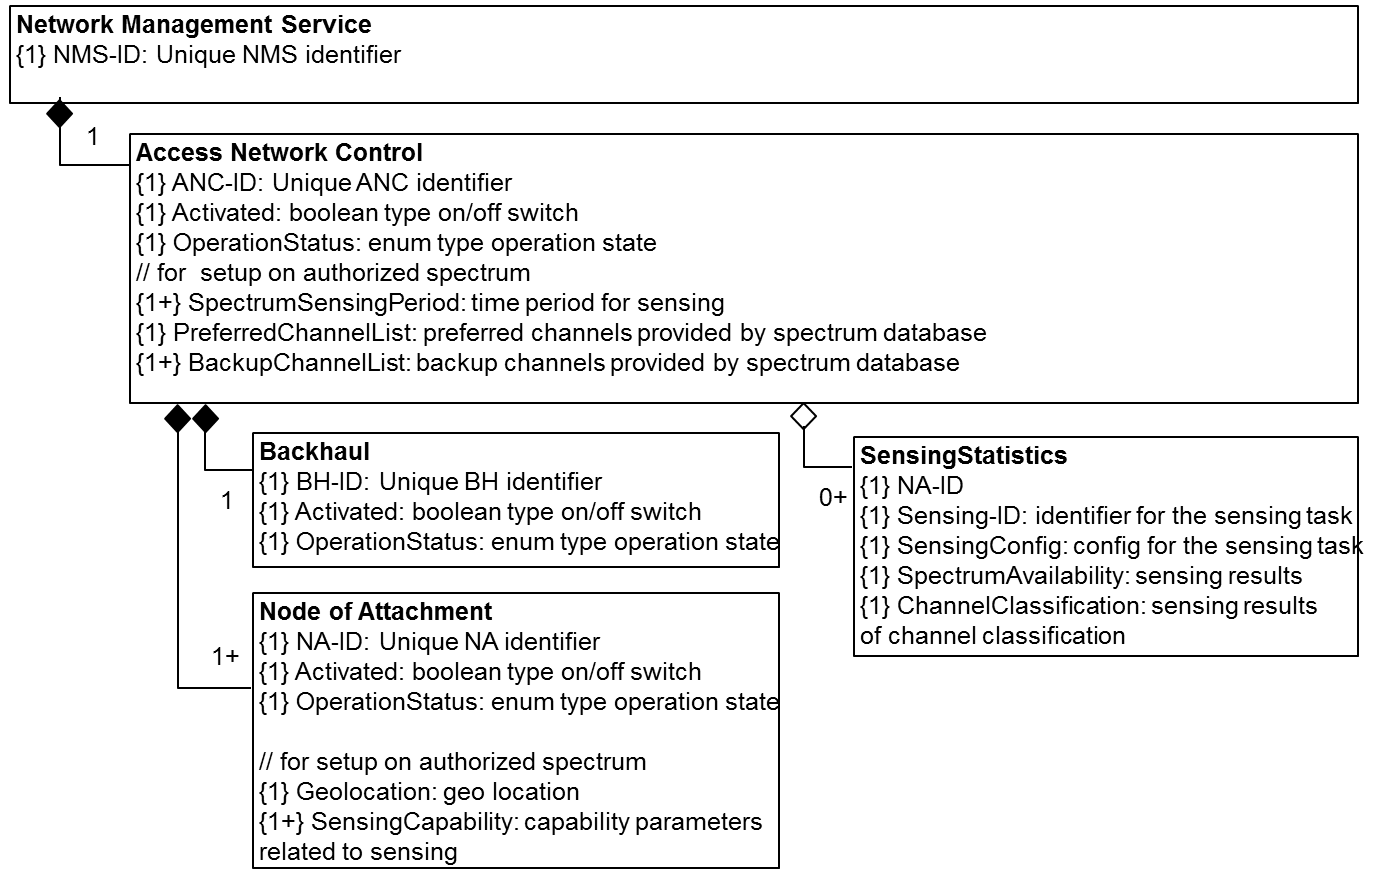 Network Management Service
{1} NMS-ID: Unique NMS identifier
1
Access Network Control
{1} ANC-ID: Unique ANC identifier
{1} Activated: boolean type on/off switch
{1} OperationStatus: enum type operation state
// for  setup on authorized spectrum
{1+} SpectrumSensingPeriod: time period for sensing
{1} PreferredChannelList: preferred channels provided by spectrum database
{1+} BackupChannelList: backup channels provided by spectrum database
1
Backhaul
{1} BH-ID: Unique BH identifier
{1} Activated: boolean type on/off switch
{1} OperationStatus: enum type operation state
0+
SensingStatistics
{1} NA-ID
{1} Sensing-ID: identifier for the sensing task
{1} SensingConfig: config for the sensing task
{1} SpectrumAvailability: sensing results
{1} ChannelClassification: sensing results
of channel classification
1+
Node of Attachment
{1} NA-ID: Unique NA identifier
{1} Activated: boolean type on/off switch
{1} OperationStatus: enum type operation state
// for setup on authorized spectrum
{1} Geolocation: geo location
{1+} SensingCapability: capability parameters
related to sensing